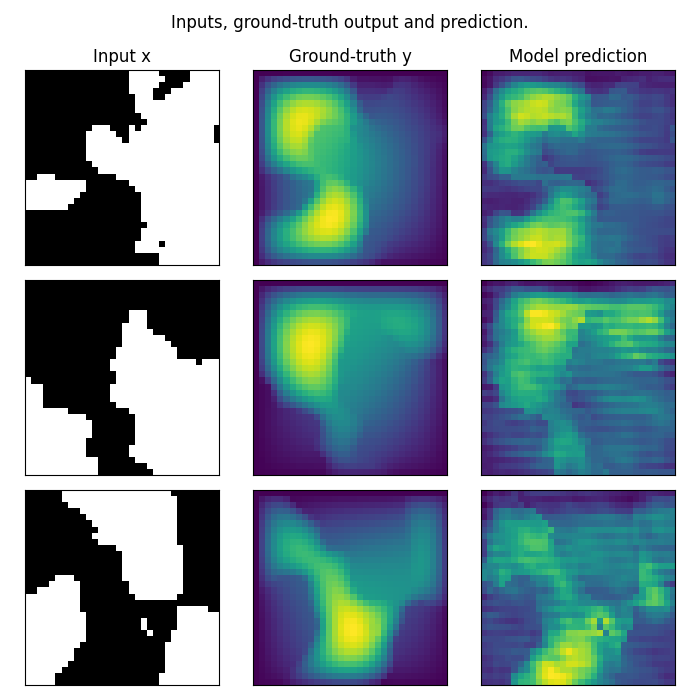 Inputs, ground-truth output and prediction.
Input x
Ground-truth y
Model prediction